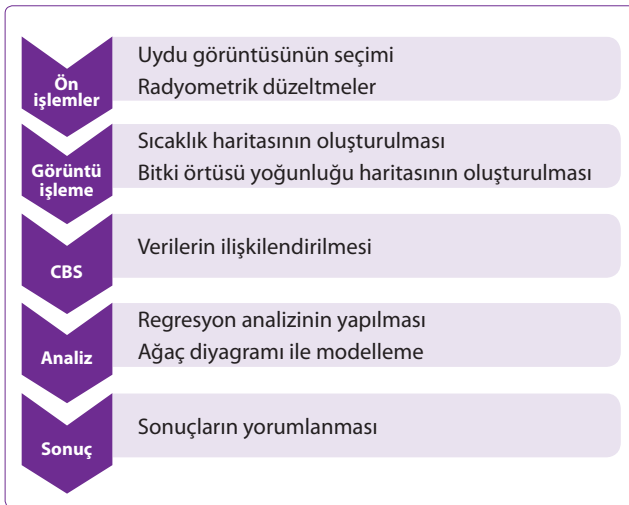 Ön
işlemler
Uydu görüntüsünün seçimi
Radyometrik düzeltmeler
Görüntü
işleme
Sıcaklık haritasının oluşturulması
Bitki örtüsü yoğunluğu haritasının oluşturulması
CBS
Verilerin ilişkilendirilmesi
Analiz
Regresyon analizinin yapılması
Ağaç diyagramı ile modelleme
Sonuç
Sonuçların yorumlanması